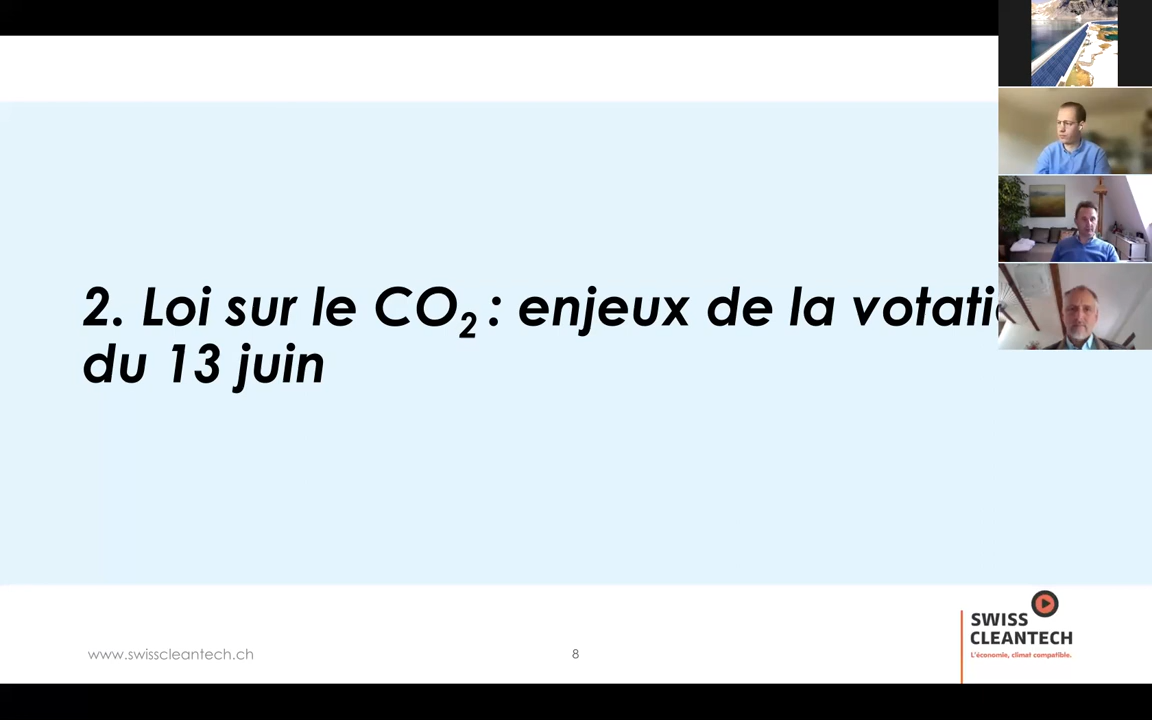 2. Loi sur le CO₂ : enjeux de la votati
du 13 juin
www.swisscleantech.ch
8
SWISS
CLEANTECH
L'économie, climat compatible.